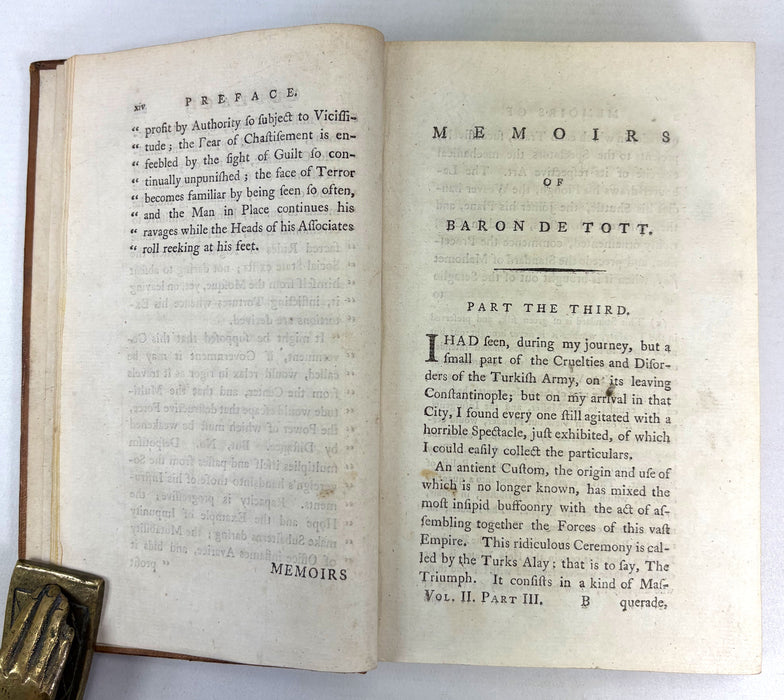 xiv PREFACE.
“ profit by Authority ſo ſubject to Viciſſi-
“ tude; the Fear of Chaſtiſement is en-
“ feebled by the ſight of Guilt ſo con-
“ tinually unpuniſhed; the face of Terror
“ becomes familiar by being ſeen ſo often,
“ and the Man in Place continues his
“ ravages while the Heads of his Aſſociates
“ roll reeking at his feet.
MEMOIRS
MEMOIRS
OF
BARON DE TOTT.
PART THE THIRD.
I HAD ſeen, during my journey, but a
ſmall part of the Cruelties and Diſor-
ders of the Turkiſh Army, on its leaving
Conſtantinople; but on my arrival in that
City, I found every one ſtill agitated with a
horrible Spectacle, juſt exhibited, of which
I could eaſily collect the particulars.
An antient Cuſtom, the origin and uſe of
which is no longer known, has mixed the
moſt inſipid buffoonry with the act of aſ-
ſembling together the Forces of this vaſt
Empire. This ridiculous Ceremony is cal-
led by the Turks Alay; that is to ſay, The
Triumph. It conſiſts in a kind of Maſ-
VOL. II. PART III. B querade,